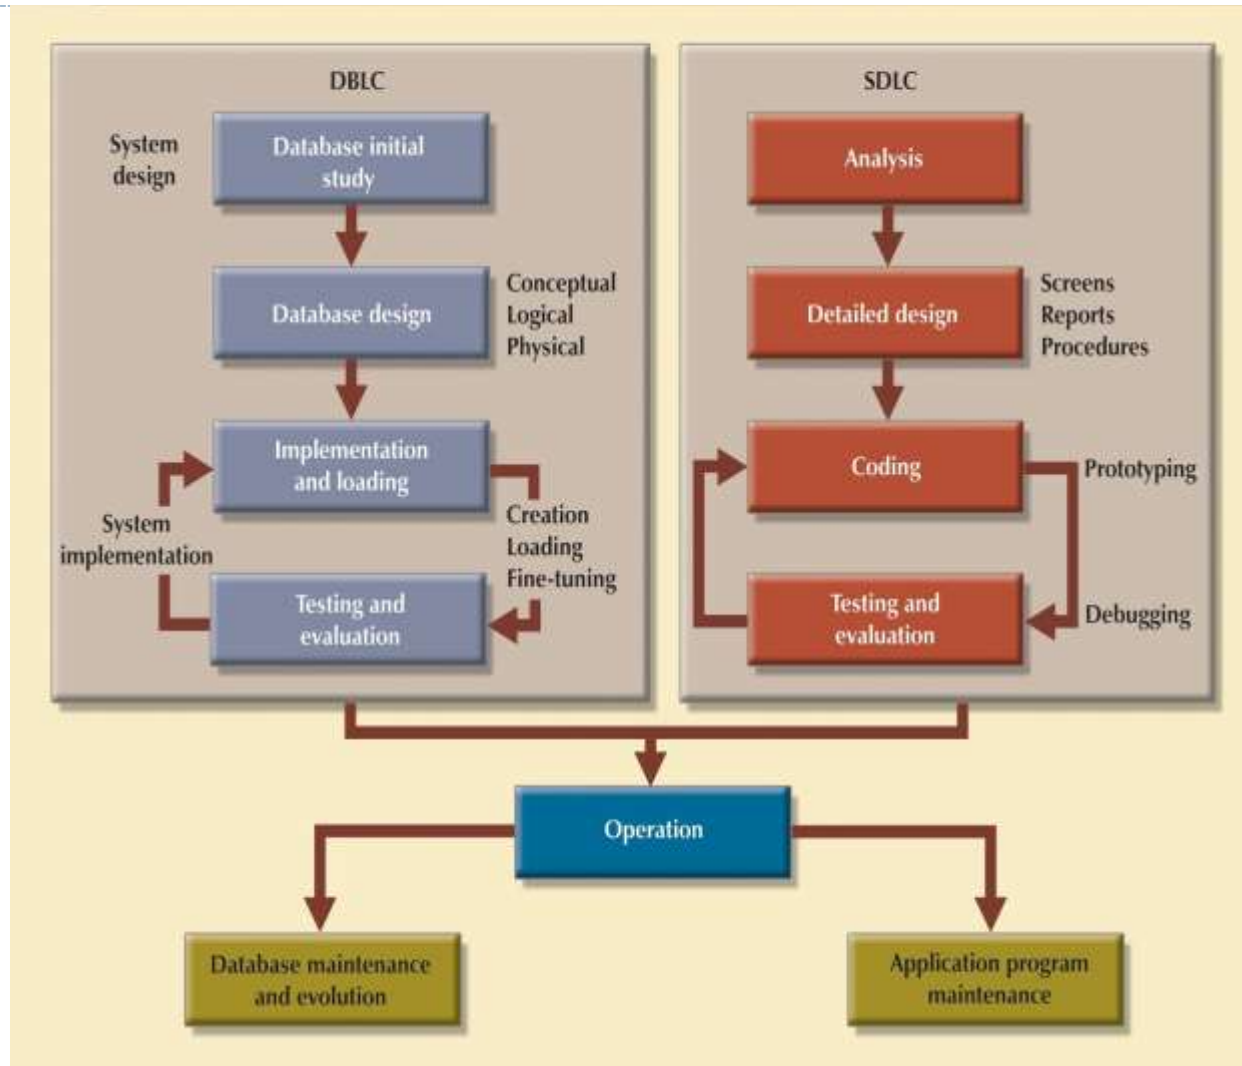 DBLC
System
design
Database initial
study
Database design
Conceptual
Logical
Physical
Implementation
and loading
System
implementation
Creation
Loading
Fine-tuning
Testing and
evaluation
SDLC
Analysis
Detailed design
Screens
Reports
Procedures
Coding
Prototyping
Testing and
evaluation
Debugging
Operation
Database maintenance
and evolution
Application program
maintenance